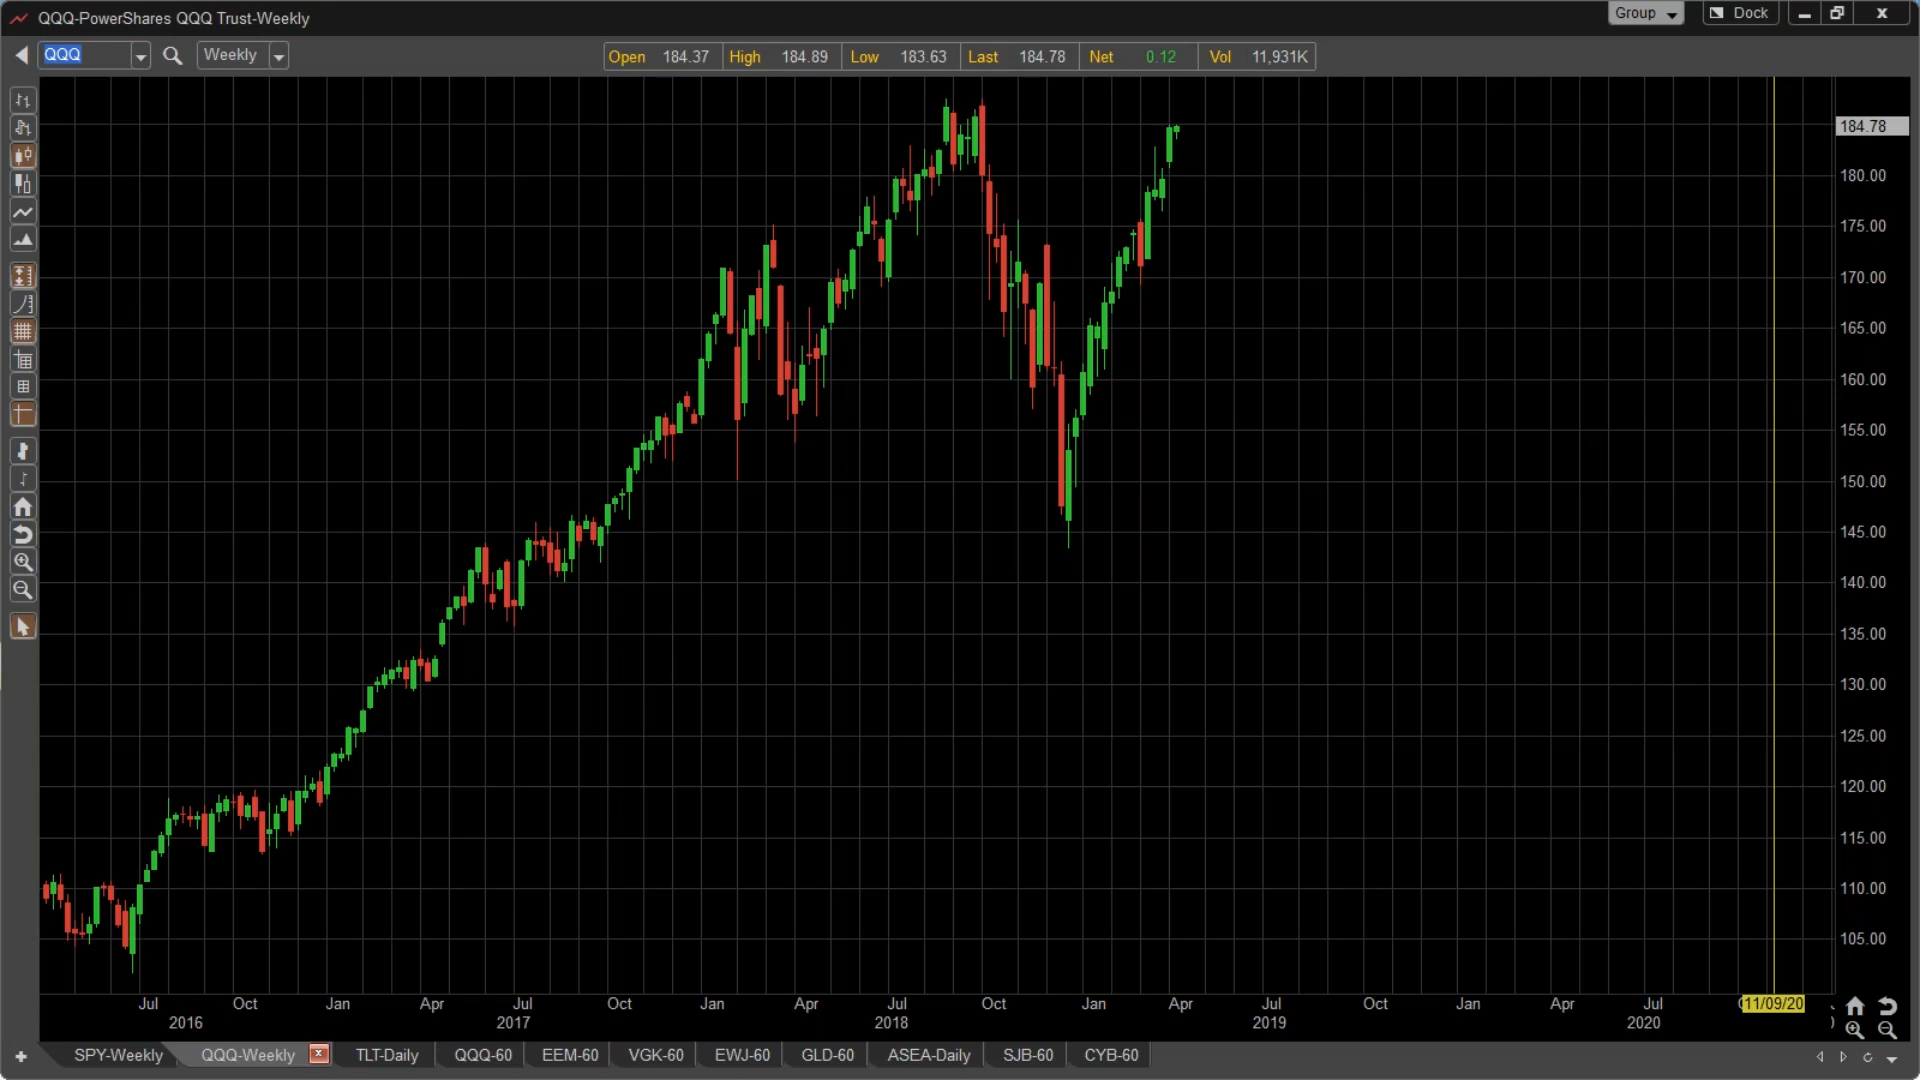 QQQ-PowerShares QQQ Trust-Weekly
Group
Dock
QQQ
Weekly
Open 184.37 High 184.89 Low 183.63 Last 184.78 Net 0.12 Vol 11,931K
184.78
180.00
175.00
170.00
165.00
160.00
155.00
150.00
145.00
140.00
135.00
130.00
125.00
120.00
115.00
110.00
105.00
Jul Oct Jan Apr Jul Oct Jan Apr Jul Oct Jan Apr Jul Oct Jan Apr Jul 11/09/20
2016 2017 2018 2019 2020
SPY-Weekly QQQ-Weekly TLT-Daily QQQ-60 EEM-60 VGK-60 EWJ-60 GLD-60 ASEA-Daily SJB-60 CYB-60